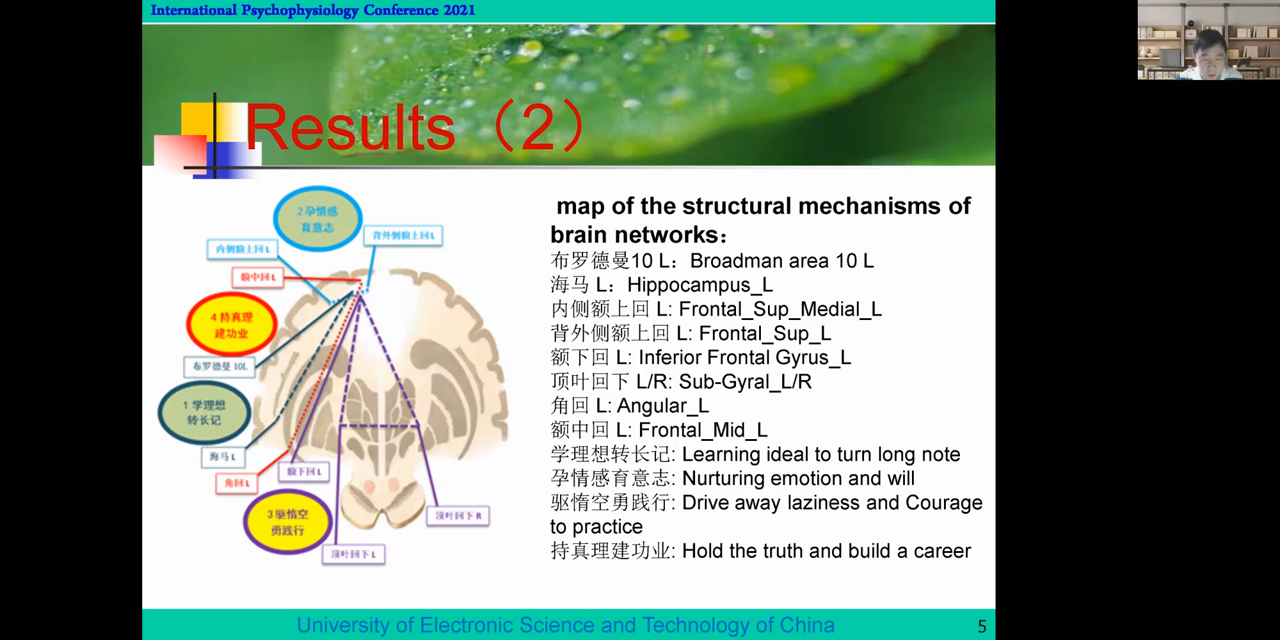 International Psychophysiology Conference 2021
Results（2）
2孕情感
育意志
背外侧额上回L
内侧额上回L
额中回L
4持真理
建功业
布罗德曼10L
1学理想
转长记
海马L
角回L
额下回L
3驱惰空
勇践行
顶叶回下R
顶叶回下L
map of the structural mechanisms of
brain networks：
布罗德曼10 L：Broadman area 10 L
海马 L：Hippocampus_L
内侧额上回 L: Frontal_Sup_Medial_L
背外侧额上回 L: Frontal_Sup_L
额下回 L: Inferior Frontal Gyrus_L
顶叶回下 L/R: Sub-Gyral_L/R
角回 L: Angular_L
额中回 L: Frontal_Mid_L
学理想转长记: Learning ideal to turn long note
孕情感育意志: Nurturing emotion and will
驱惰空勇践行: Drive away laziness and Courage
to practice
持真理建功业: Hold the truth and build a career
University of Electronic Science and Technology of China
5